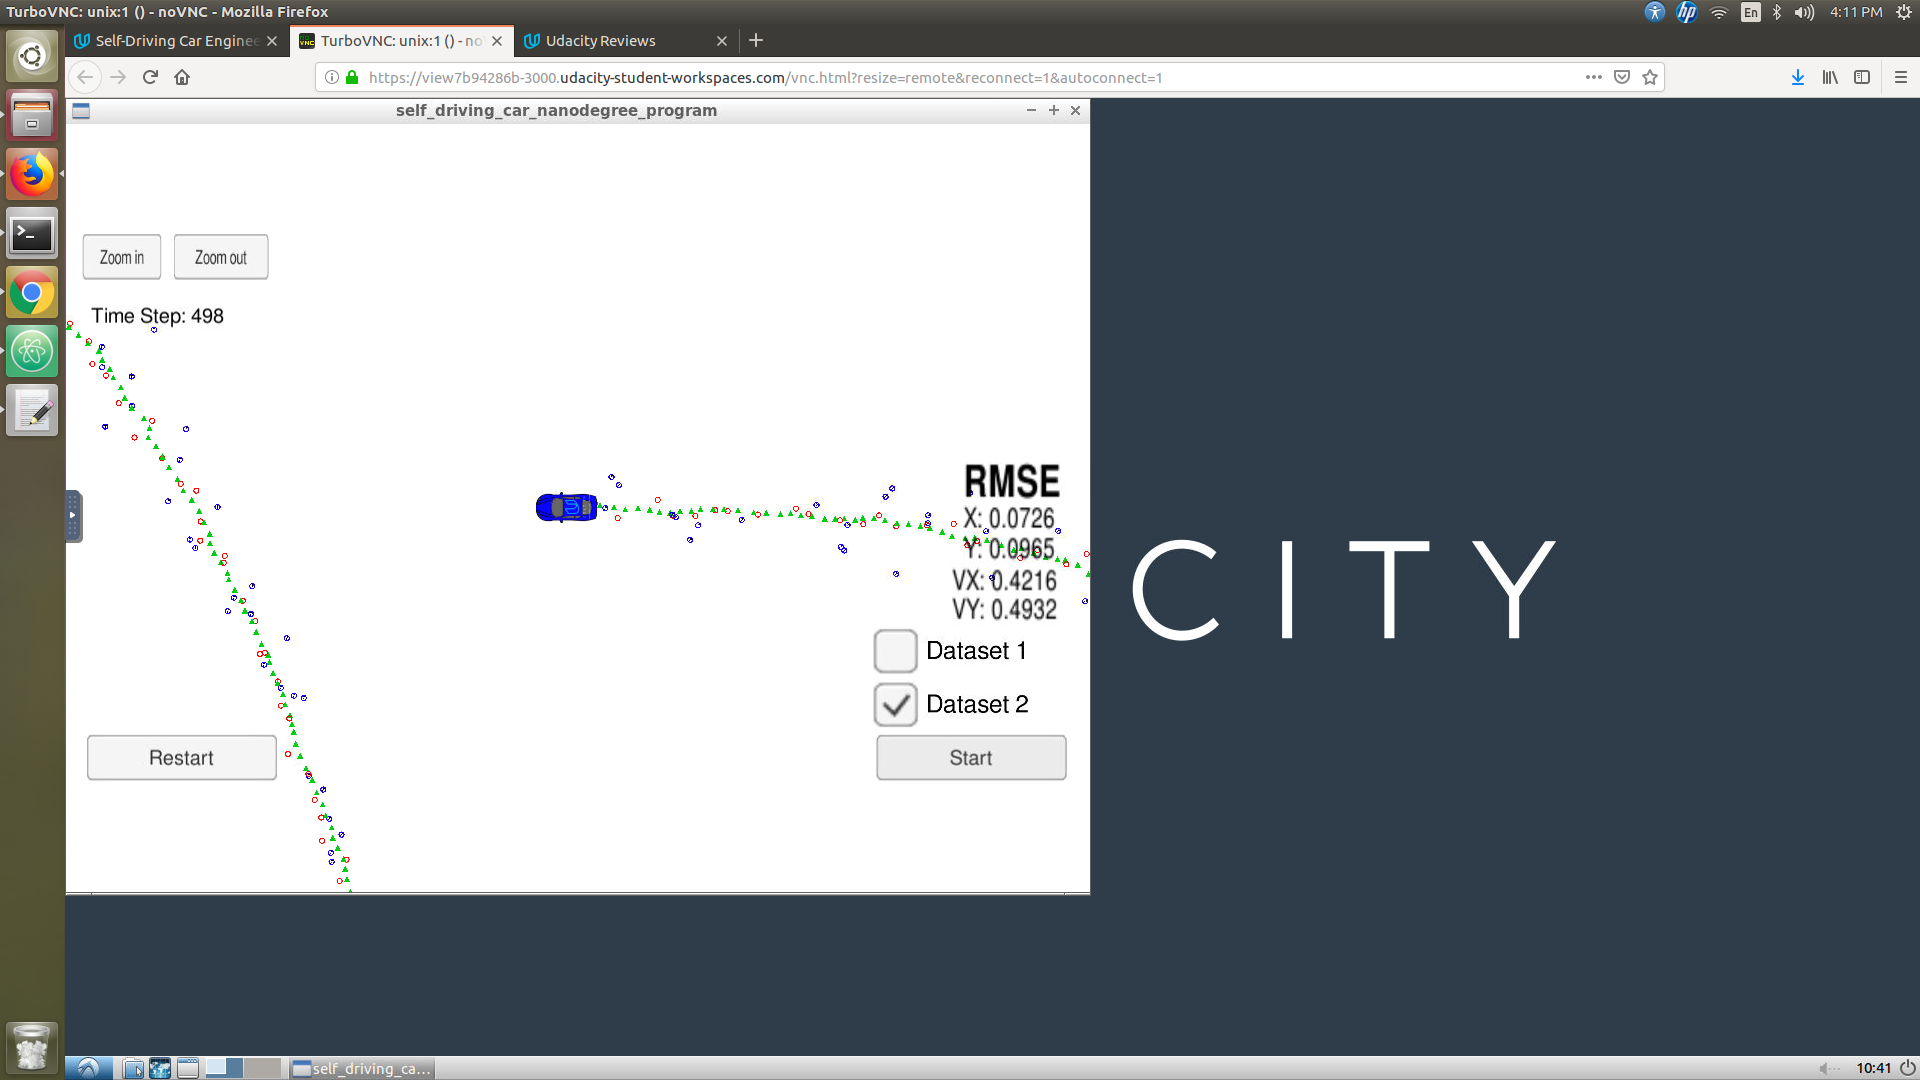 TurboVNC: unix:1 () - noVNC - Mozilla Firefox
En
4:11 PM
Self-Driving Car Enginee
TurboVNC: unix:1 () - no
Udacity Reviews
https://view7b94286b-3000.udacity-student-workspaces.com/vnc.html?resize=remote&reconnect=1&autoconnect=1
self_driving_car_nanodegree_program
Zoom in
Zoom out
Time Step: 498
RMSE
X: 0.0726
Y: 0.0965
VX: 0.4216
VY: 0.4932
Dataset 1
Dataset 2
Restart
Start
CITY
self_driving_ca...
10:41